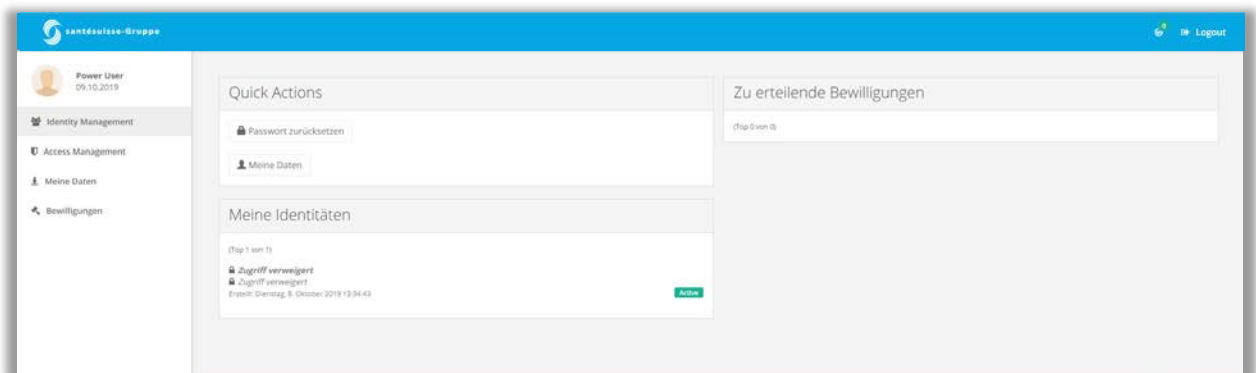 santésuisse-Gruppe
0
Logout
Power User
09.10.2019
Identity Management
Access Management
Meine Daten
Bewilligungen
Quick Actions
Passwort zurücksetzen
Meine Daten
Meine Identitäten
(Top 1 von 1)
Zugriff verweigert
Zugriff verweigert
Erstellt: Dienstag, 8. Oktober 2019 13:34:43
Active
Zu erteilende Bewilligungen
(Top 0 von 0)